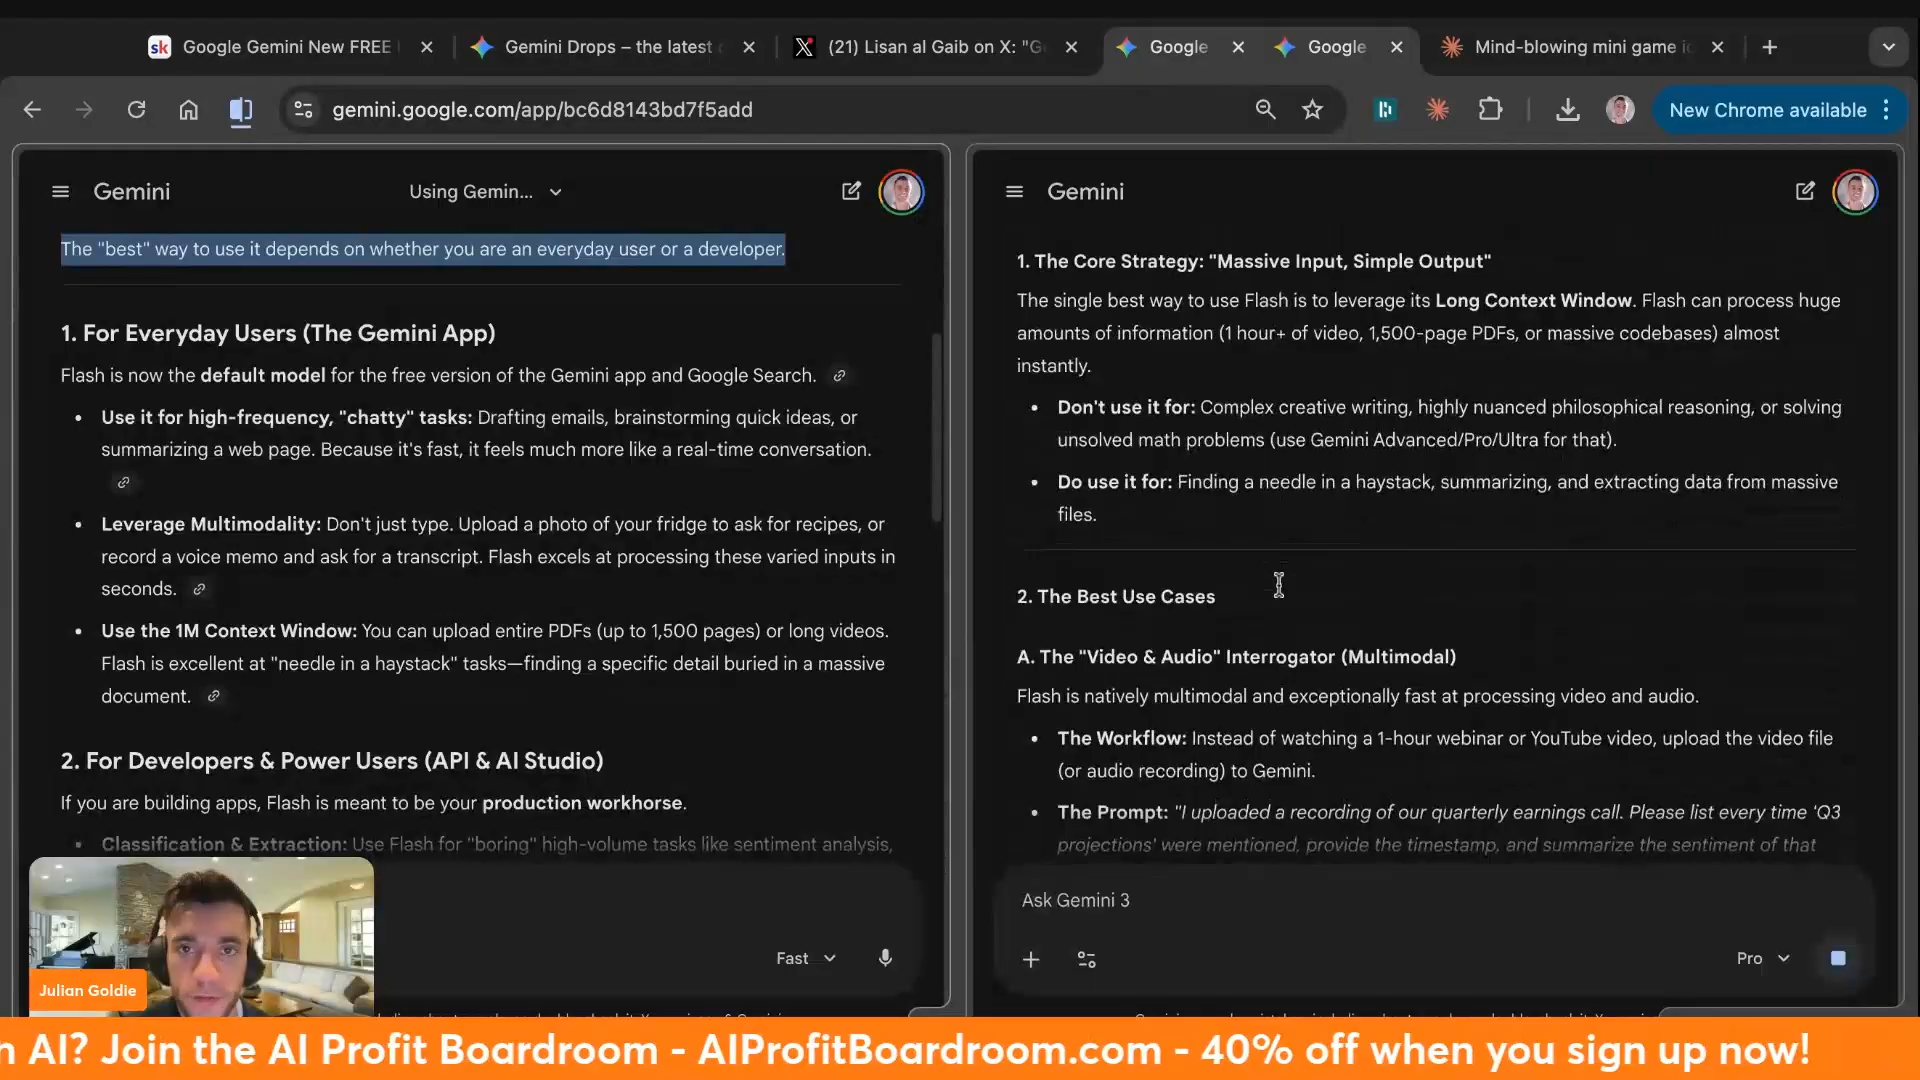 Google Gemini New FREE
Gemini Drops – the latest
(21) Lisan al Gaib on X: "G
Google
Google
Mind-blowing mini game
gemini.google.com/app/bc6d8143bd7f5add
New Chrome available
Gemini
Using Gemin...
The "best" way to use it depends on whether you are an everyday user or a developer.
1. For Everyday Users (The Gemini App)
Flash is now the default model for the free version of the Gemini app and Google Search.
• Use it for high-frequency, "chatty" tasks: Drafting emails, brainstorming quick ideas, or
summarizing a web page. Because it's fast, it feels much more like a real-time conversation.
• Leverage Multimodality: Don't just type. Upload a photo of your fridge to ask for recipes, or
record a voice memo and ask for a transcript. Flash excels at processing these varied inputs in
seconds.
• Use the 1M Context Window: You can upload entire PDFs (up to 1,500 pages) or long videos.
Flash is excellent at "needle in a haystack" tasks—finding a specific detail buried in a massive
document.
2. For Developers & Power Users (API & AI Studio)
If you are building apps, Flash is meant to be your production workhorse.
• Classification & Extraction: Use Flash for "boring" high-volume tasks like sentiment analysis,
Fast
Gemini
1. The Core Strategy: "Massive Input, Simple Output"
The single best way to use Flash is to leverage its Long Context Window. Flash can process huge
amounts of information (1 hour+ of video, 1,500-page PDFs, or massive codebases) almost
instantly.
• Don't use it for: Complex creative writing, highly nuanced philosophical reasoning, or solving
unsolved math problems (use Gemini Advanced/Pro/Ultra for that).
• Do use it for: Finding a needle in a haystack, summarizing, and extracting data from massive
files.
2. The Best Use Cases
A. The "Video & Audio" Interrogator (Multimodal)
Flash is natively multimodal and exceptionally fast at processing video and audio.
• The Workflow: Instead of watching a 1-hour webinar or YouTube video, upload the video file
(or audio recording) to Gemini.
• The Prompt: "I uploaded a recording of our quarterly earnings call. Please list every time 'Q3
projections' were mentioned, provide the timestamp, and summarize the sentiment of that
Ask Gemini 3
Pro
Julian Goldie
AI? Join the AI Profit Boardroom - AIProfitBoardroom.com - 40% off when you sign up now!